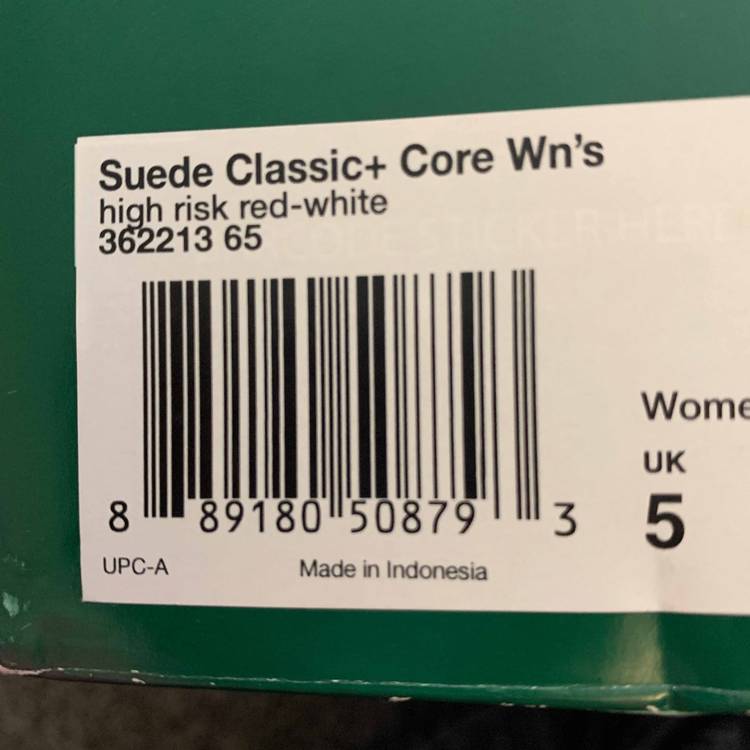 Suede Classic+ Core Wn's
high risk red-white
362213 65
8 89180 50879 3
UPC-A
Made in Indonesia
UK
5